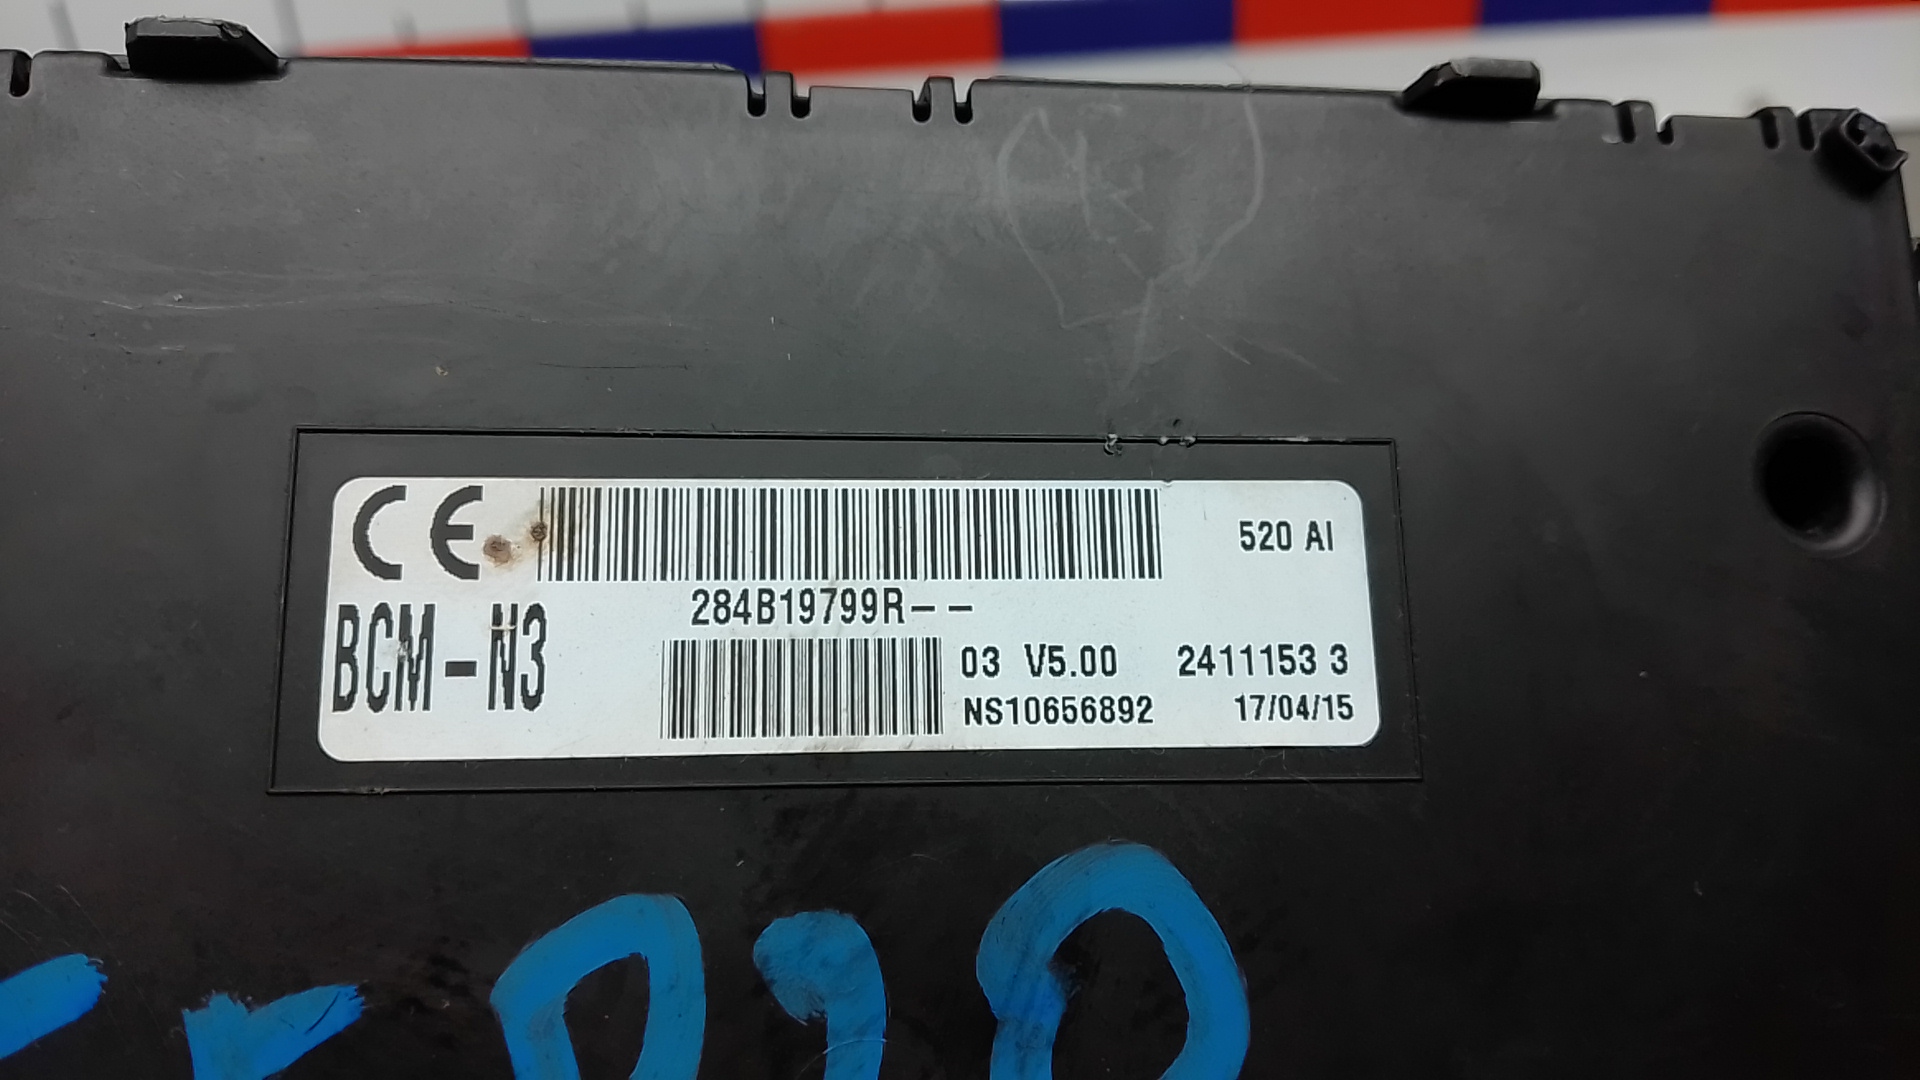 CE
520 AI
284B19799R--
BCM-N3
03 V5.00 2411153 3
NS10656892 17/04/15